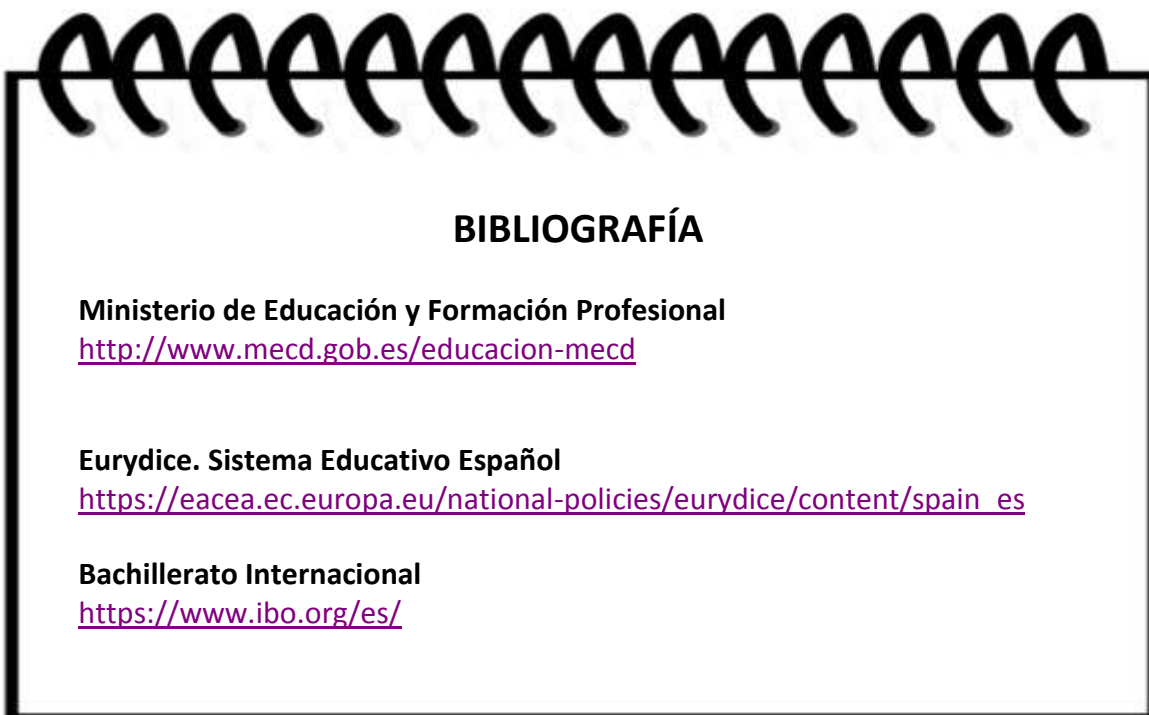 BIBLIOGRAFÍA
Ministerio de Educación y Formación Profesional
http://www.mecd.gob.es/educacion-mecd
Eurydice. Sistema Educativo Español
https://eacea.ec.europa.eu/national-policies/eurydice/content/spain_es
Bachillerato Internacional
https://www.ibo.org/es/